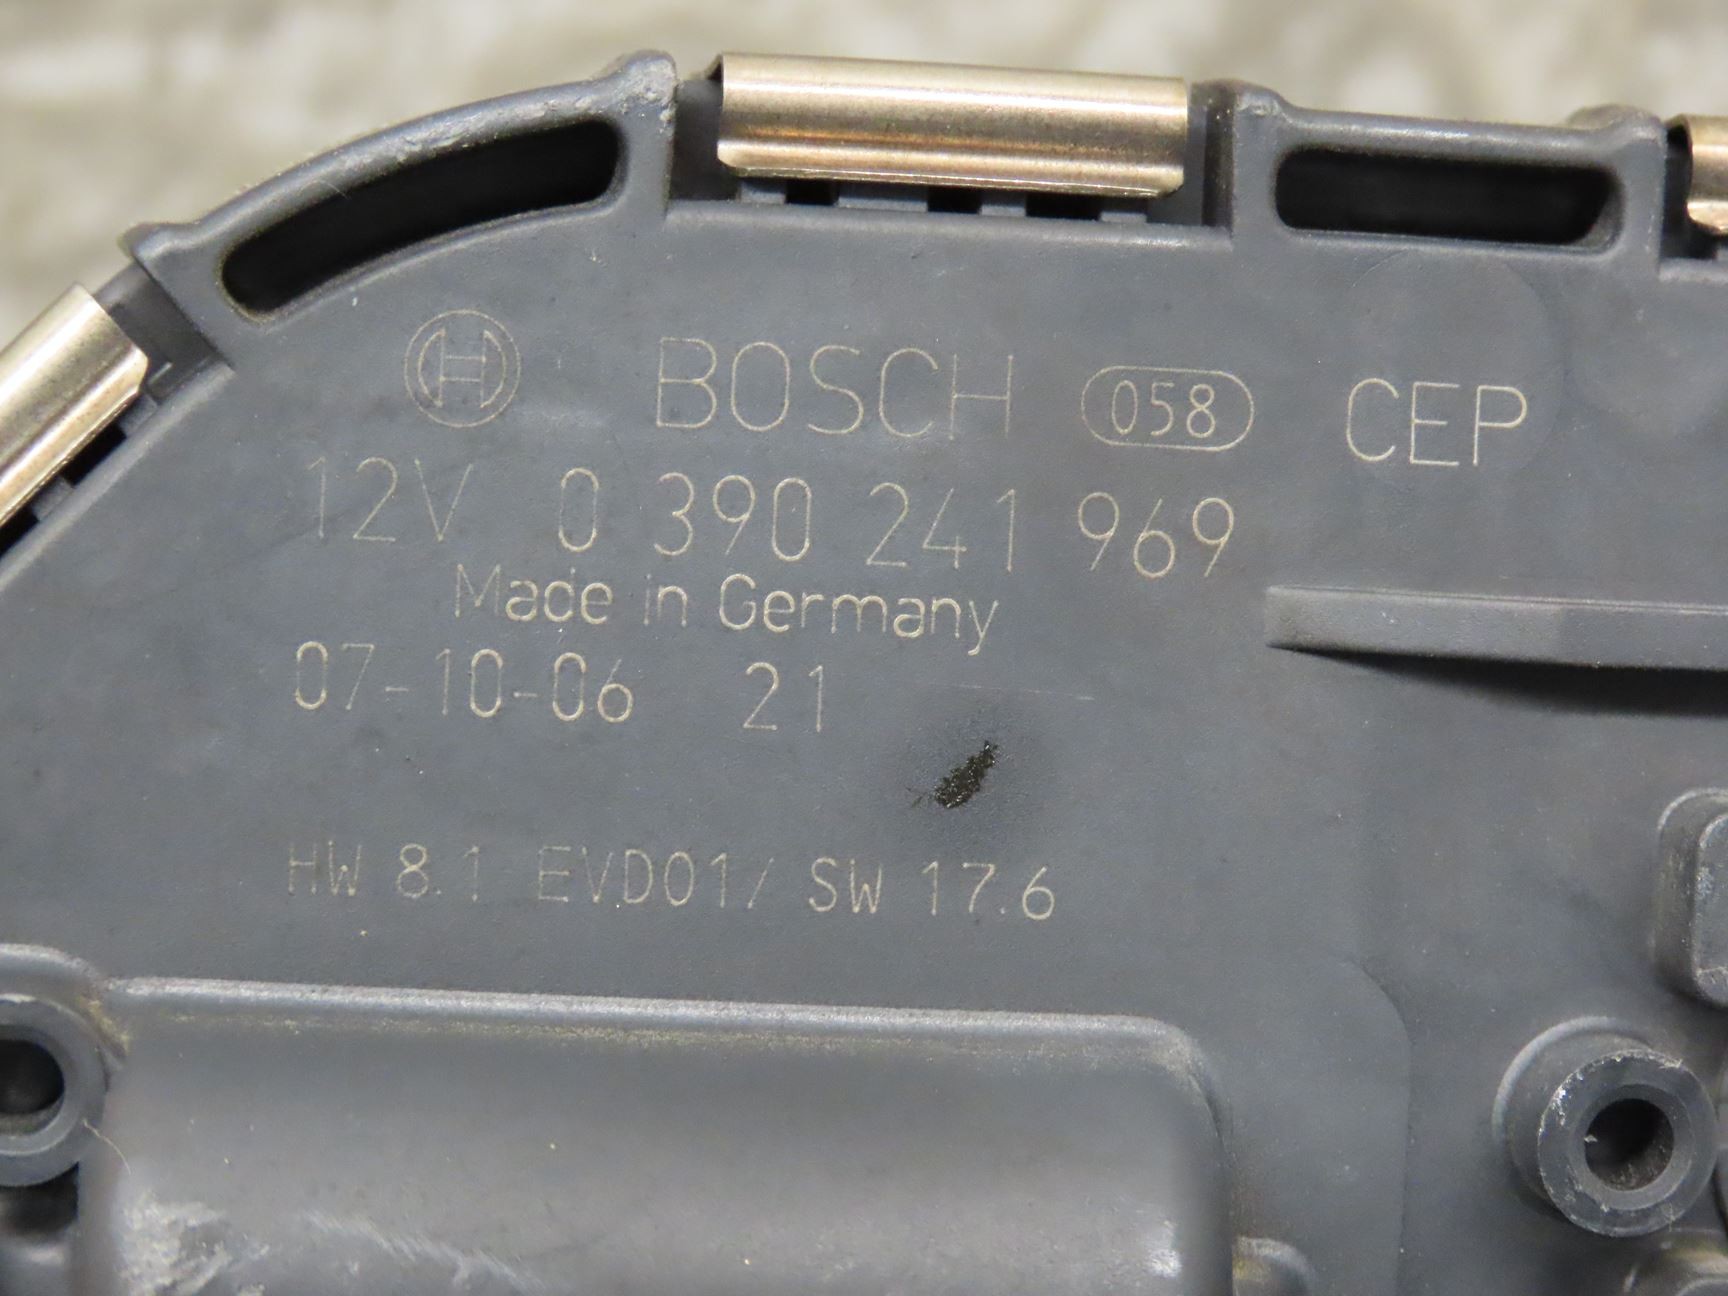 BOSCH 058 CEP
12V 0 390 241 969
Made in Germany
07-10-06 21
HW 8.1 EVD01/ SW 17.6